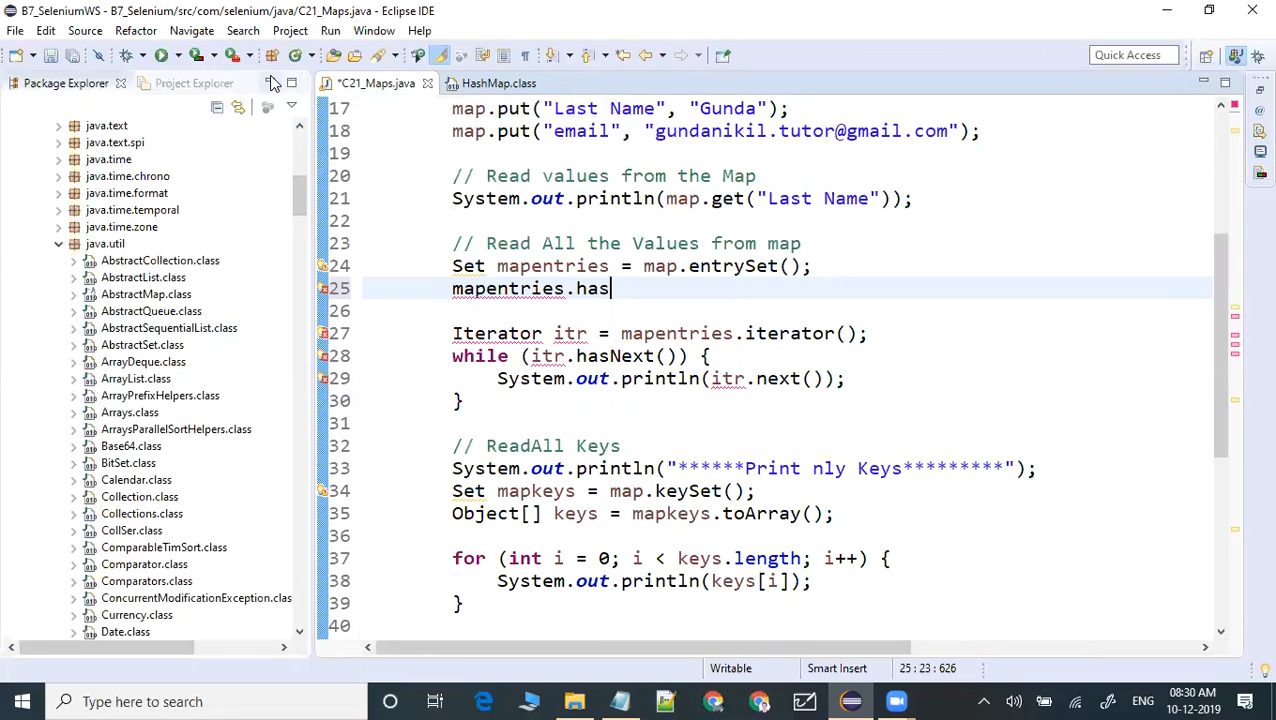 B7_SeleniumWS - B7_Selenium/src/com/selenium/java/C21_Maps.java - Eclipse IDE
File Edit Source Refactor Navigate Search Project Run Window Help
Quick Access
Package Explorer Project Explorer *C21_Maps.java HashMap.class
java.text
java.text.spi
java.time
java.time.chrono
java.time.format
java.time.temporal
java.time.zone
java.util
AbstractCollection.class
AbstractList.class
AbstractMap.class
AbstractQueue.class
AbstractSequentialList.class
AbstractSet.class
ArrayDeque.class
ArrayList.class
ArrayPrefixHelpers.class
Arrays.class
ArraysParallelSortHelpers.class
Base64.class
BitSet.class
Calendar.class
Collection.class
Collections.class
CollSer.class
ComparableTimSort.class
Comparator.class
Comparators.class
ConcurrentModificationException.clas
Currency.class
Date.class
17 map.put("Last Name", "Gunda");
18 map.put("email", "gundanikil.tutor@gmail.com");
19
20 // Read values from the Map
21 System.out.println(map.get("Last Name"));
22
23 // Read All the Values from map
24 Set mapentries = map.entrySet();
25 mapentries.has
26
27 Iterator itr = mapentries.iterator();
28 while (itr.hasNext()) {
29 System.out.println(itr.next());
30 }
31
32 // ReadAll Keys
33 System.out.println("******Print nly Keys*********");
34 Set mapkeys = map.keySet();
35 Object[] keys = mapkeys.toArray();
36
37 for (int i = 0; i < keys.length; i++) {
38 System.out.println(keys[i]);
39 }
40
Writable Smart Insert 25 : 23 : 626
Type here to search
ENG
08:30 AM
10-12-2019